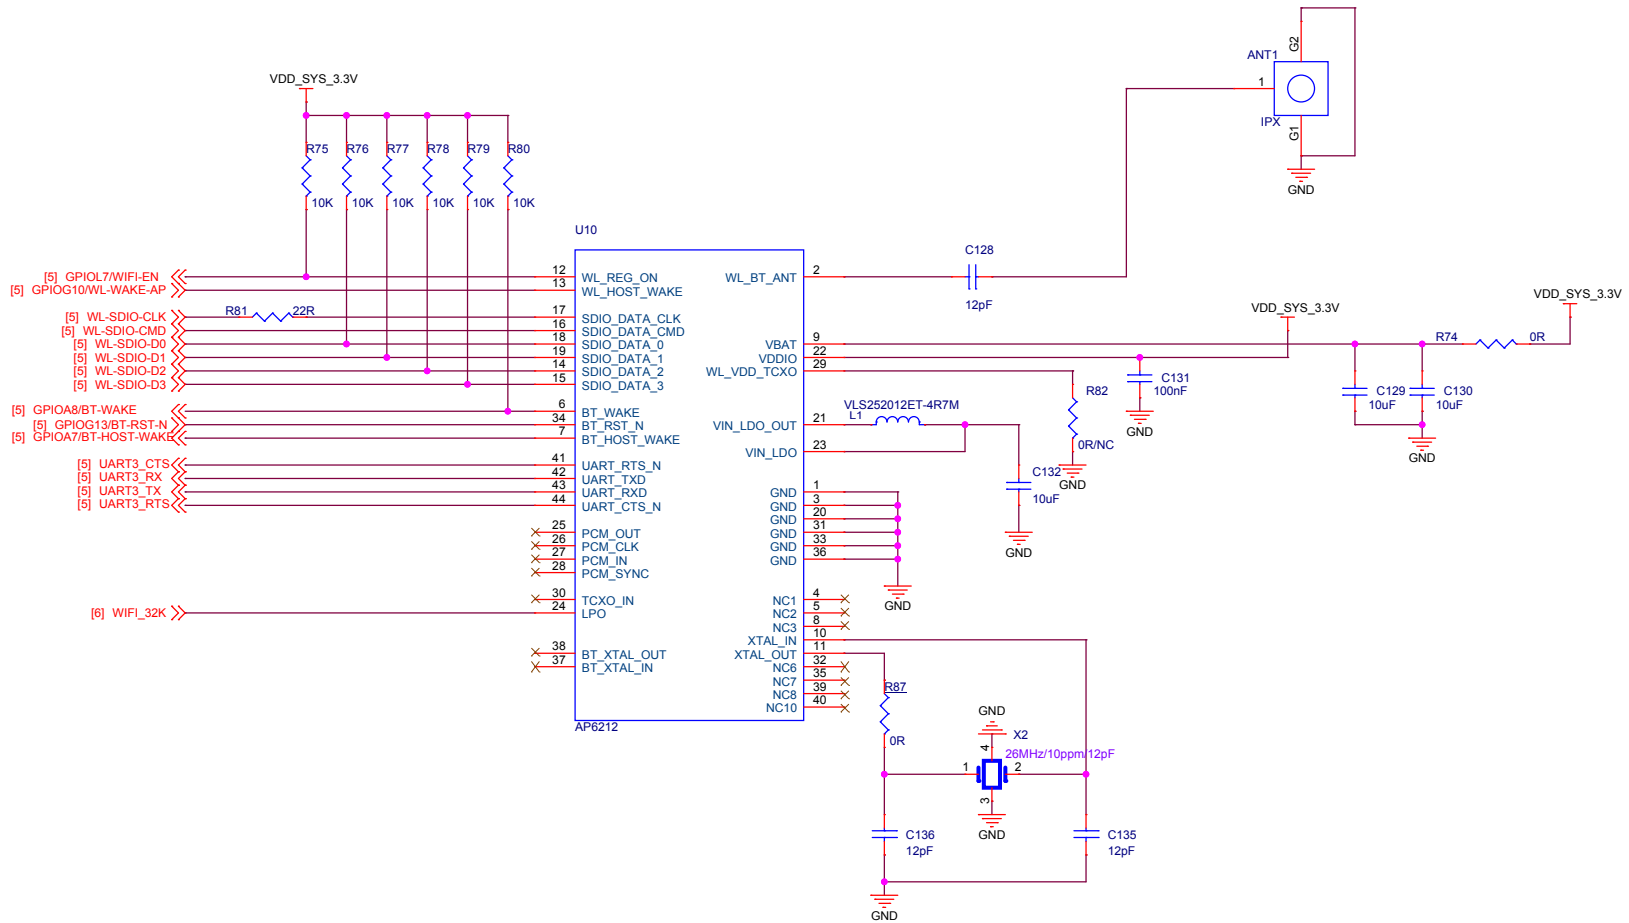 G2
ANT1
1
IPX
G1
GND
VDD_SYS_3.3V
R75
R76
R77
R78
R79
R80
10K
10K
10K
10K
10K
10K
U10
C128
12pF
[5] GPIOL7/WIFI-EN
[5] GPIOG10/WL-WAKE-AP
[5] WL-SDIO-CLK
R81
22R
[5] WL-SDIO-CMD
[5] WL-SDIO-D0
[5] WL-SDIO-D1
[5] WL-SDIO-D2
[5] WL-SDIO-D3
[5] GPIOA8/BT-WAKE
[5] GPIOG13/BT-RST-N
[5] GPIOA7/BT-HOST-WAKE
[5] UART3_CTS
[5] UART3_RX
[5] UART3_TX
[5] UART3_RTS
[6] WIFI_32K
12 WL_REG_ON
13 WL_HOST_WAKE
17 SDIO_DATA_CLK
16 SDIO_DATA_CMD
18 SDIO_DATA_0
19 SDIO_DATA_1
14 SDIO_DATA_2
15 SDIO_DATA_3
6 BT_WAKE
34 BT_RST_N
7 BT_HOST_WAKE
41 UART_RTS_N
42 UART_TXD
43 UART_RXD
44 UART_CTS_N
25 PCM_OUT
26 PCM_CLK
27 PCM_IN
28 PCM_SYNC
30 TCXO_IN
24 LPO
38 BT_XTAL_OUT
37 BT_XTAL_IN
AP6212
WL_BT_ANT 2
VBAT 9
VDDIO 22
WL_VDD_TCXO 29
VIN_LDO_OUT 21
VIN_LDO 23
GND 1
GND 3
GND 20
GND 31
GND 33
GND 36
NC1 4
NC2 5
NC3 8
XTAL_IN 10
XTAL_OUT 11
NC6 32
NC7 35
NC8 39
NC10 40
VDD_SYS_3.3V
VDD_SYS_3.3V
R74
0R
C131
100nF
GND
C129
10uF
C130
10uF
GND
R82
0R/NC
GND
VLS252012ET-4R7M
L1
C132
10uF
GND
GND
R87
0R
GND
X2
26MHz/10ppm/12pF
4
1
2
3
GND
C136
12pF
C135
12pF
GND